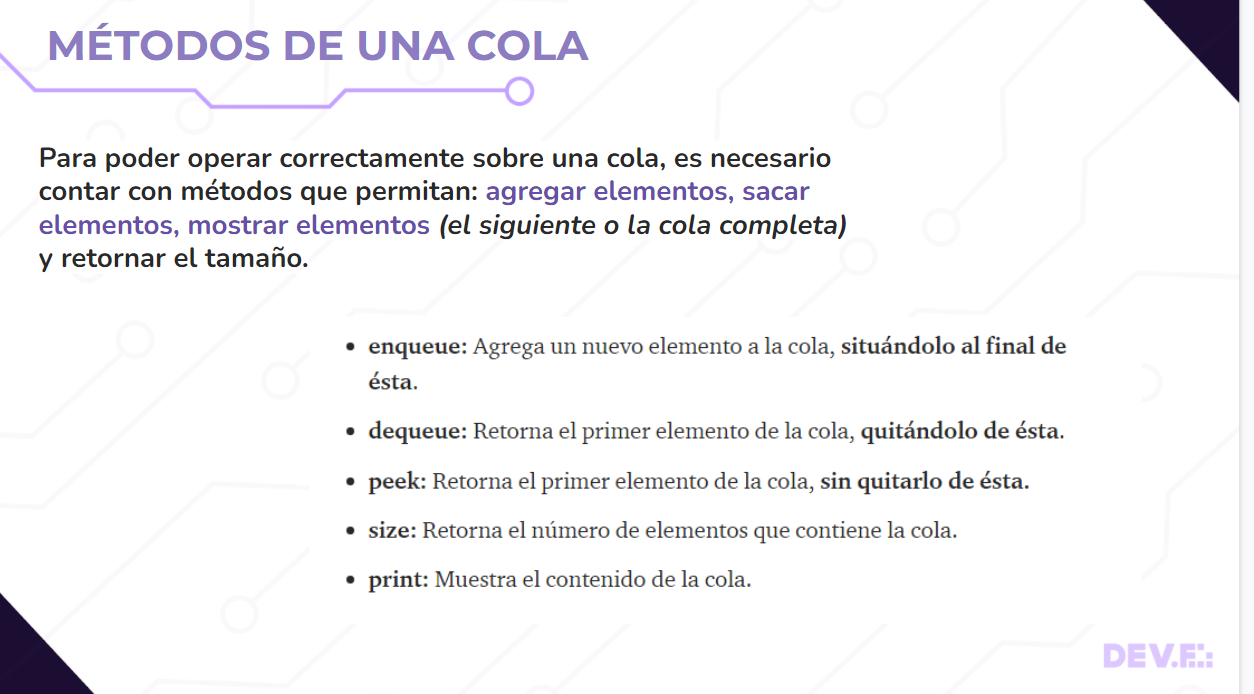 MÉTODOS DE UNA COLA
Para poder operar correctamente sobre una cola, es necesario
contar con métodos que permitan: agregar elementos, sacar
elementos, mostrar elementos (el siguiente o la cola completa)
y retornar el tamaño.
• enqueue: Agrega un nuevo elemento a la cola, situándolo al final de
ésta.
• dequeue: Retorna el primer elemento de la cola, quitándolo de ésta.
• peek: Retorna el primer elemento de la cola, sin quitarlo de ésta.
• size: Retorna el número de elementos que contiene la cola.
• print: Muestra el contenido de la cola.
DEV.F